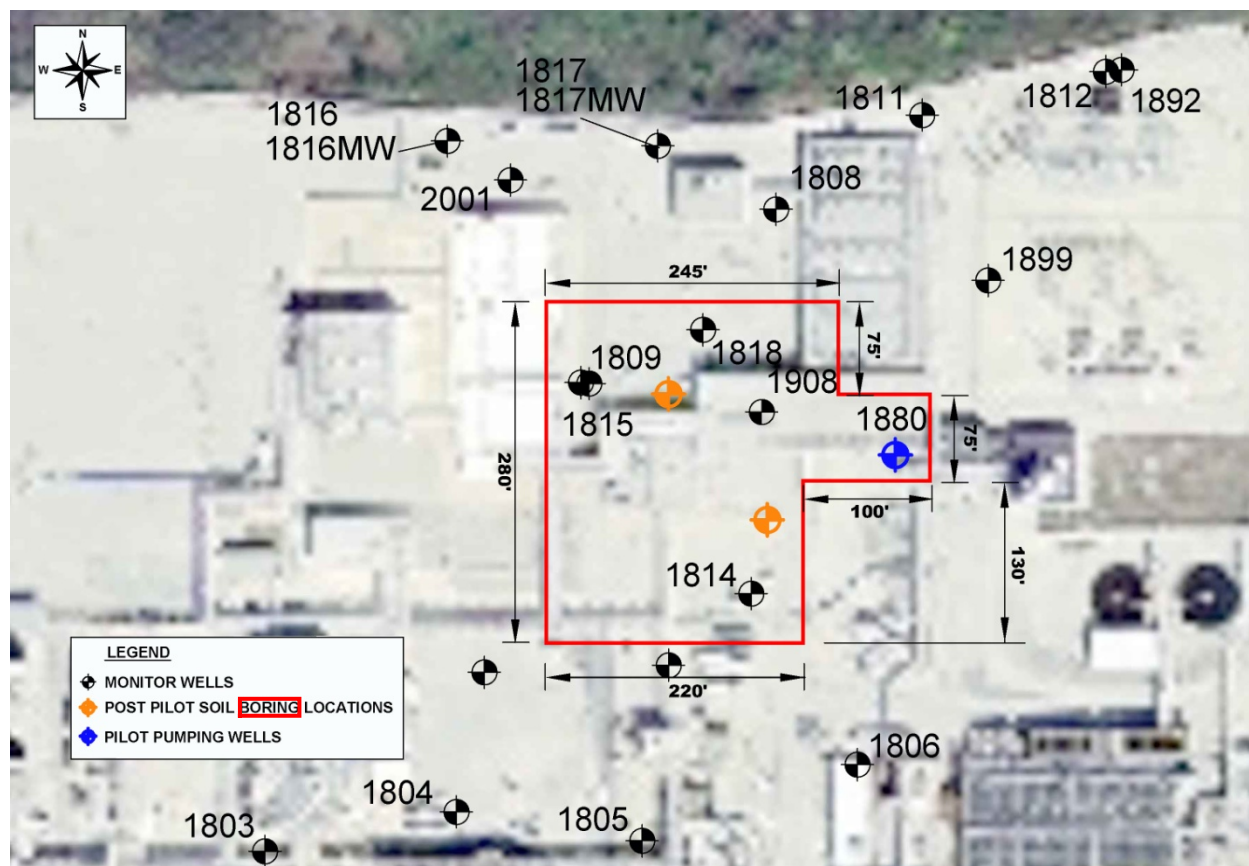 N
W E
S
1816
1816MW
1817
1817MW
1811
1812
1892
2001
1808
1899
245'
75'
1809
1818
1908
1815
1880
75'
280'
100'
130'
1814
220'
LEGEND
MONITOR WELLS
POST PILOT SOIL BORING LOCATIONS
PILOT PUMPING WELLS
1806
1804
1803
1805